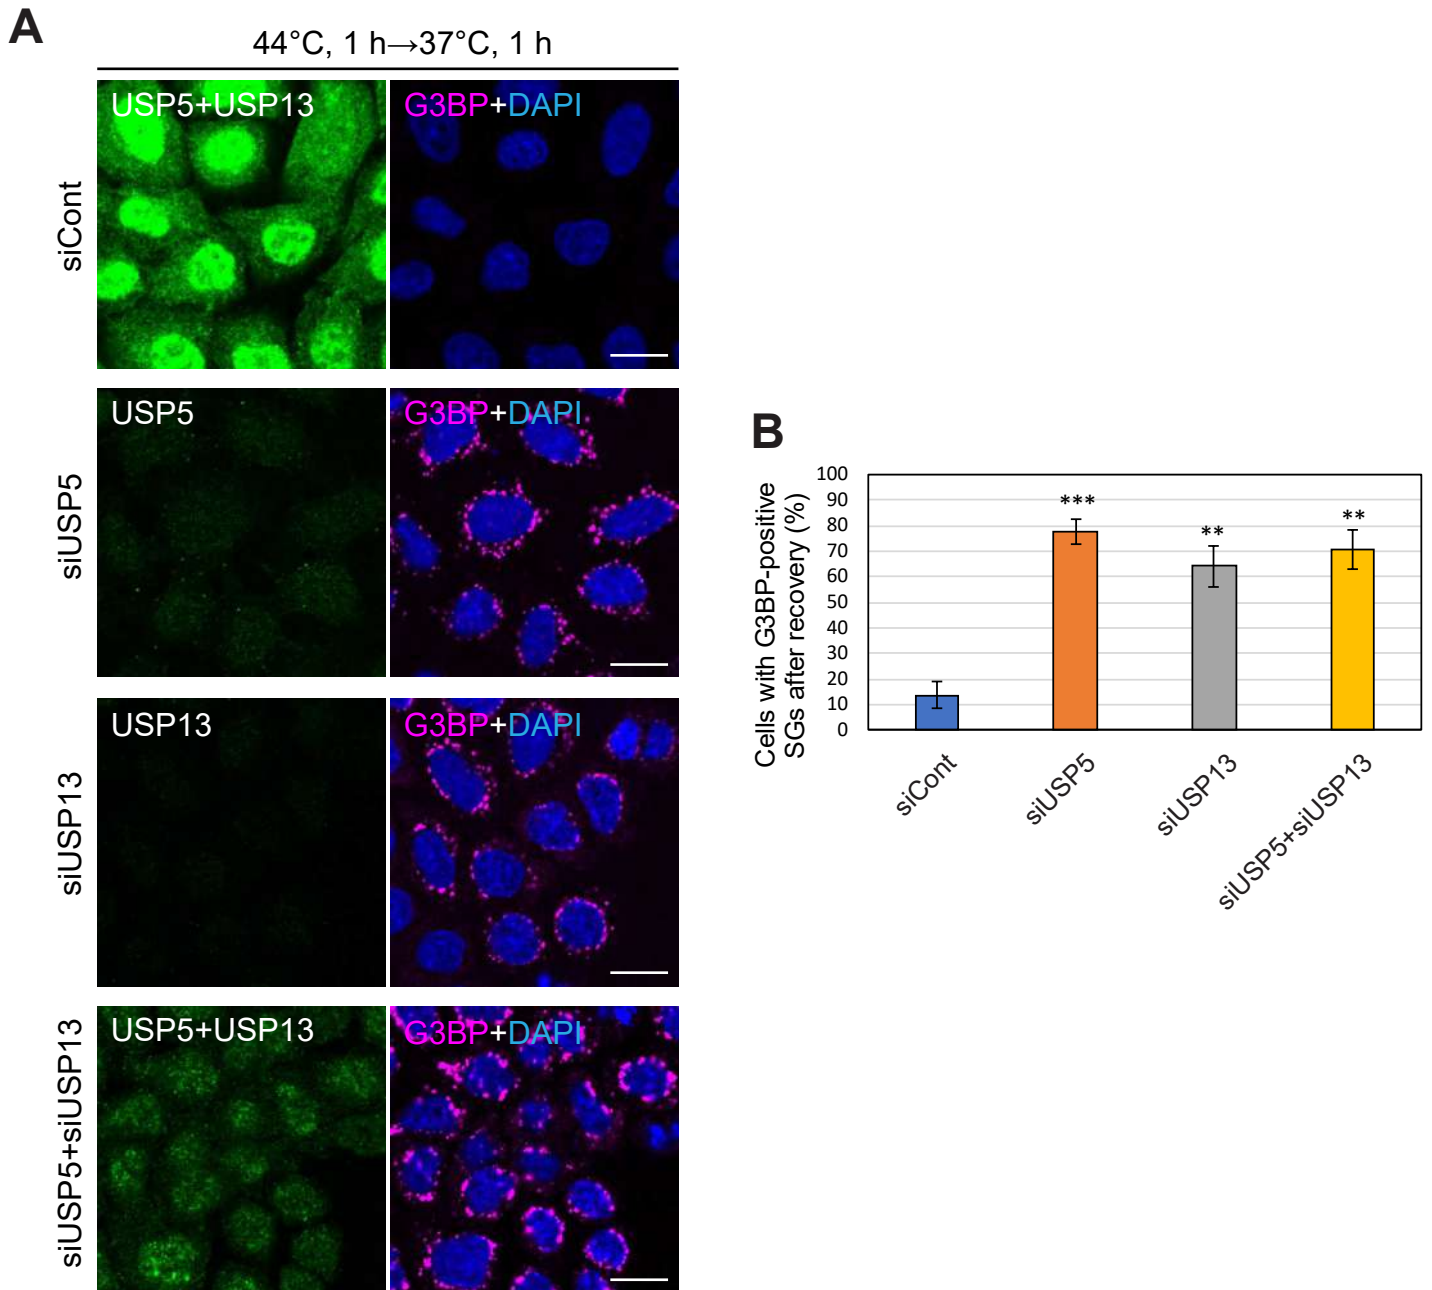 A
44°C, 1 h→37°C, 1 h
siCont
USP5+USP13
G3BP+DAPI
siUSP5
USP5
G3BP+DAPI
siUSP13
USP13
G3BP+DAPI
siUSP5+siUSP13
USP5+USP13
G3BP+DAPI
B
Cells with G3BP-positive
SGs after recovery (%)
100
90
80
70
60
50
40
30
20
10
0
***
**
**
siCont
siUSP5
siUSP13
siUSP5+siUSP13